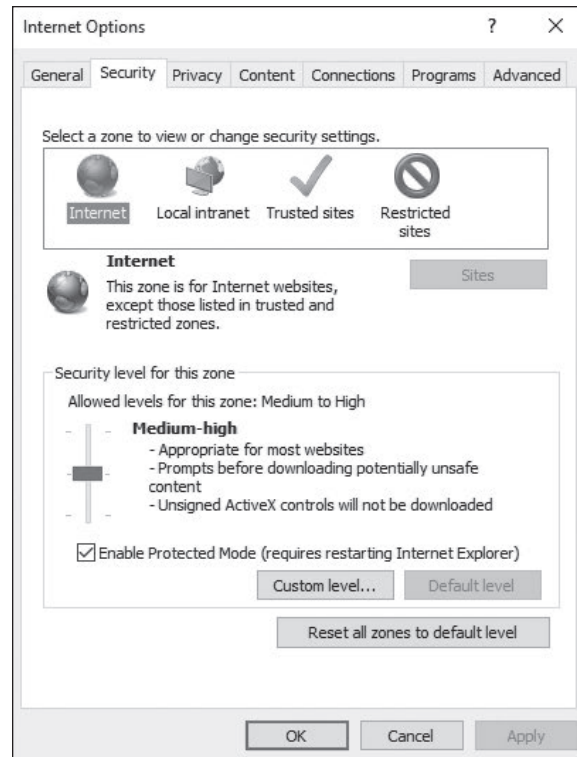 Internet Options ? ×
General Security Privacy Content Connections Programs Advanced
Select a zone to view or change security settings.
Internet Local intranet Trusted sites Restricted
sites
Internet
Sites
This zone is for Internet websites,
except those listed in trusted and
restricted zones.
Security level for this zone
Allowed levels for this zone: Medium to High
Medium-high
- Appropriate for most websites
- Prompts before downloading potentially unsafe
content
- Unsigned ActiveX controls will not be downloaded
Enable Protected Mode (requires restarting Internet Explorer)
Custom level... Default level
Reset all zones to default level
OK Cancel Apply